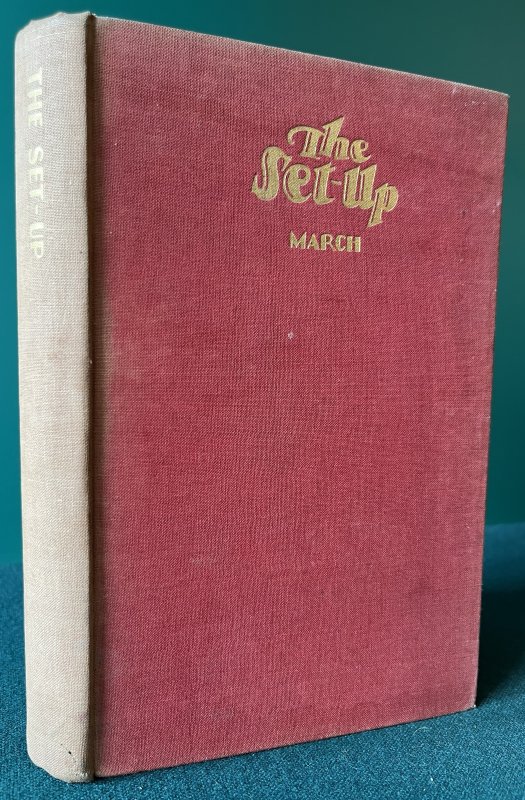 THE SET-UP
The
Set-Up
MARCH